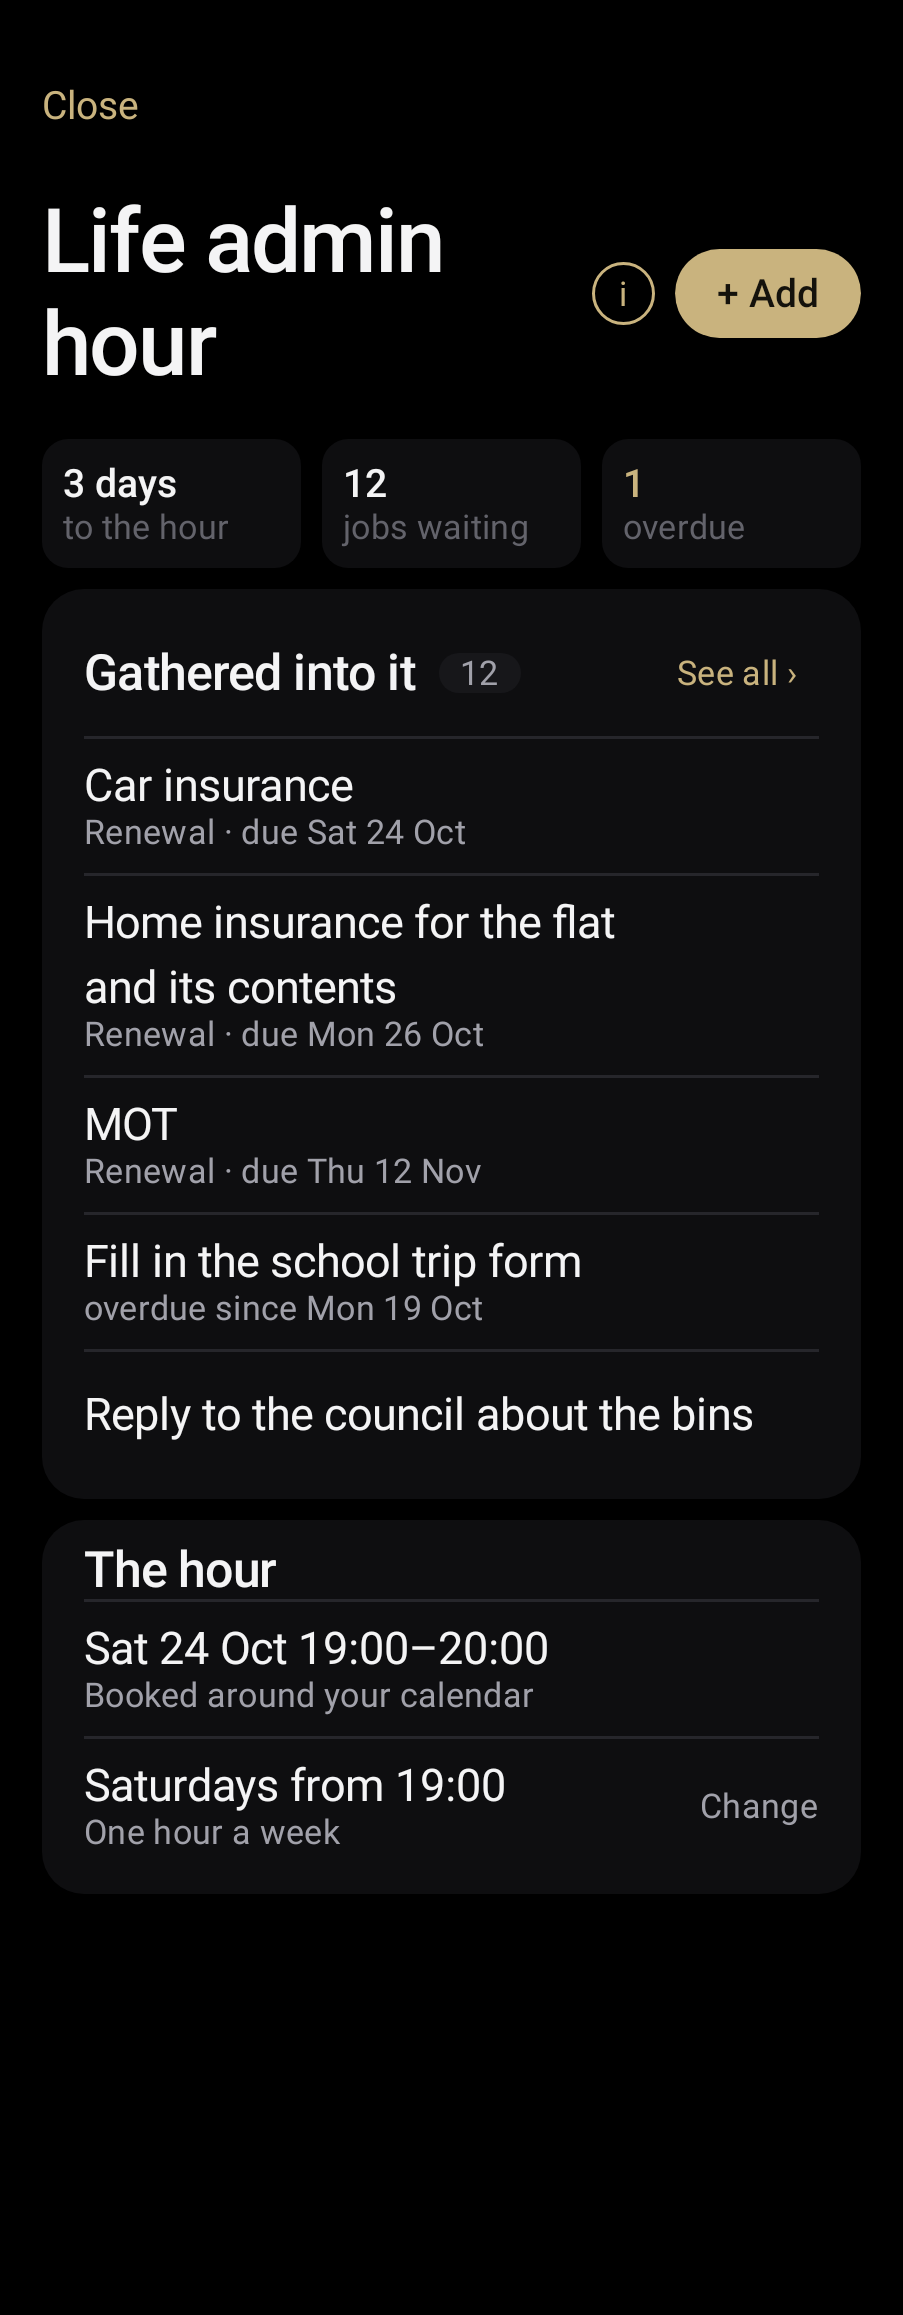 Close
Life admin
hour
i
+ Add
3 days
to the hour
12
jobs waiting
1
overdue
Gathered into it 12 See all ›
Car insurance
Renewal · due Sat 24 Oct
Home insurance for the flat
and its contents
Renewal · due Mon 26 Oct
MOT
Renewal · due Thu 12 Nov
Fill in the school trip form
overdue since Mon 19 Oct
Reply to the council about the bins
The hour
Sat 24 Oct 19:00–20:00
Booked around your calendar
Saturdays from 19:00
One hour a week
Change